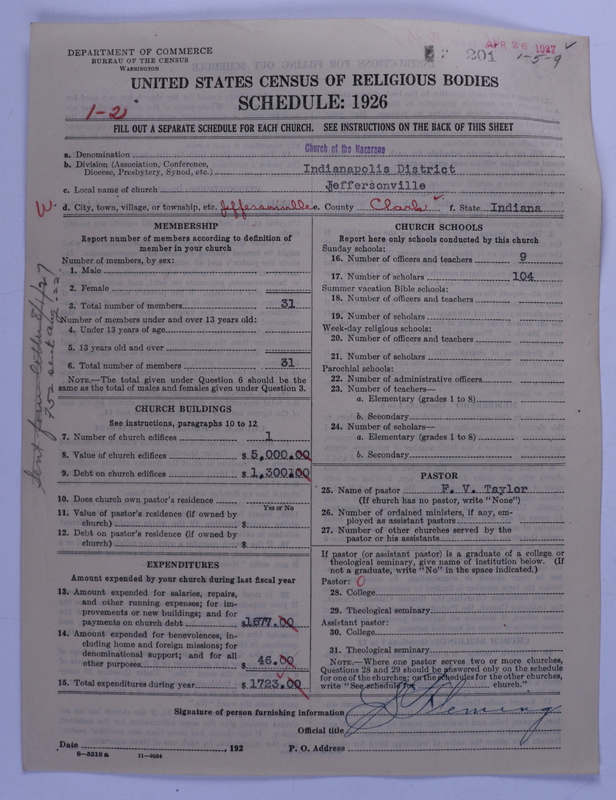 DEPARTMENT OF COMMERCE
BUREAU OF THE CENSUS
WASHINGTON
APR 26 1927
201
1-5-9
UNITED STATES CENSUS OF RELIGIOUS BODIES
SCHEDULE: 1926
1-2
FILL OUT A SEPARATE SCHEDULE FOR EACH CHURCH. SEE INSTRUCTIONS ON THE BACK OF THIS SHEET
a. Denomination Church of the Nazarene
b. Division (Association, Conference, Diocese, Presbytery, Synod, etc.) Indianapolis District
c. Local name of church Jeffersonville
W. d. City, town, village, or township, etc. Jeffersonville e. County Clark f. State Indiana
MEMBERSHIP
Report number of members according to definition of
member in your church
Number of members, by sex:
1. Male
2. Female
3. Total number of members 31
Number of members under and over 13 years old:
4. Under 13 years of age
5. 13 years old and over
6. Total number of members 31
NOTE.—The total given under Question 6 should be the
same as the total of males and females given under Question 3.
CHURCH BUILDINGS
See instructions, paragraphs 10 to 12
7. Number of church edifices 1
8. Value of church edifices $ 5,000.00
9. Debt on church edifices $ 1,300.00
10. Does church own pastor's residence
Yes or No
11. Value of pastor's residence (if owned by
church) $
12. Debt on pastor's residence (if owned by
church) $
EXPENDITURES
Amount expended by your church during last fiscal year
13. Amount expended for salaries, repairs,
and other running expenses; for im-
provements or new buildings; and for
payments on church debt $1677.00
14. Amount expended for benevolences, in-
cluding home and foreign missions; for
denominational support; and for all
other purposes $ 46.00
15. Total expenditures during year $ 1723.00
CHURCH SCHOOLS
Report here only schools conducted by this church
Sunday schools:
16. Number of officers and teachers 9
17. Number of scholars 104
Summer vacation Bible schools:
18. Number of officers and teachers
19. Number of scholars
Week-day religious schools:
20. Number of officers and teachers
21. Number of scholars
Parochial schools:
22. Number of administrative officers
23. Number of teachers—
a. Elementary (grades 1 to 8)
b. Secondary
24. Number of scholars—
a. Elementary (grades 1 to 8)
b. Secondary
PASTOR
25. Name of pastor F. V. Taylor
(If church has no pastor, write "None")
26. Number of ordained ministers, if any, em-
ployed as assistant pastors
27. Number of other churches served by the
pastor or his assistants
If pastor (or assistant pastor) is a graduate of a college or
theological seminary, give name of institution below. (If
not a graduate, write "No" in the space indicated.)
Pastor: 0
28. College
29. Theological seminary
Assistant pastor:
30. College
31. Theological seminary
NOTE.—Where one pastor serves two or more churches,
Questions 28 and 29 should be answered only on the schedule
for one of the churches; on the schedules for the other churches,
write "See schedule for church."
Signature of person furnishing information Fleming
Official title
Date , 192 P. O. Address
8-5518 a 11-9034